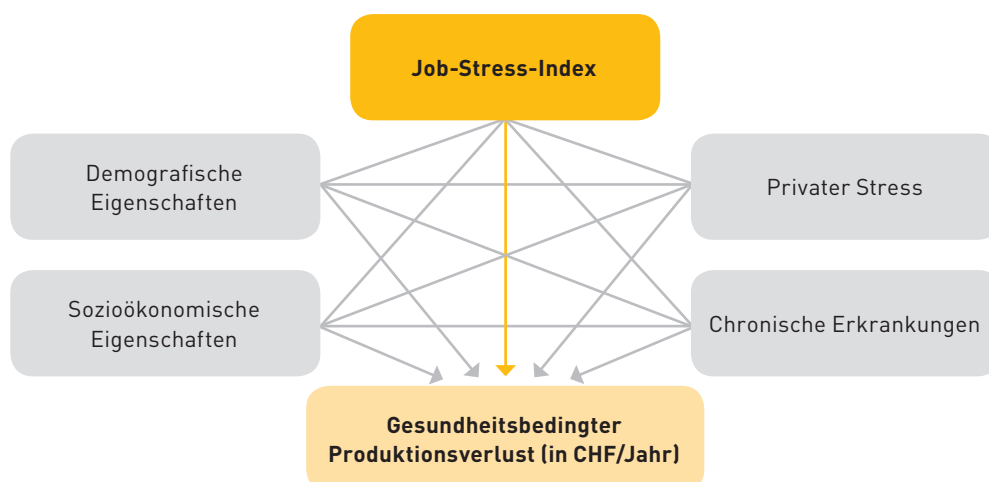 Job-Stress-Index
Demografische
Eigenschaften
Privater Stress
Sozioökonomische
Eigenschaften
Chronische Erkrankungen
Gesundheitsbedingter
Produktionsverlust (in CHF/Jahr)